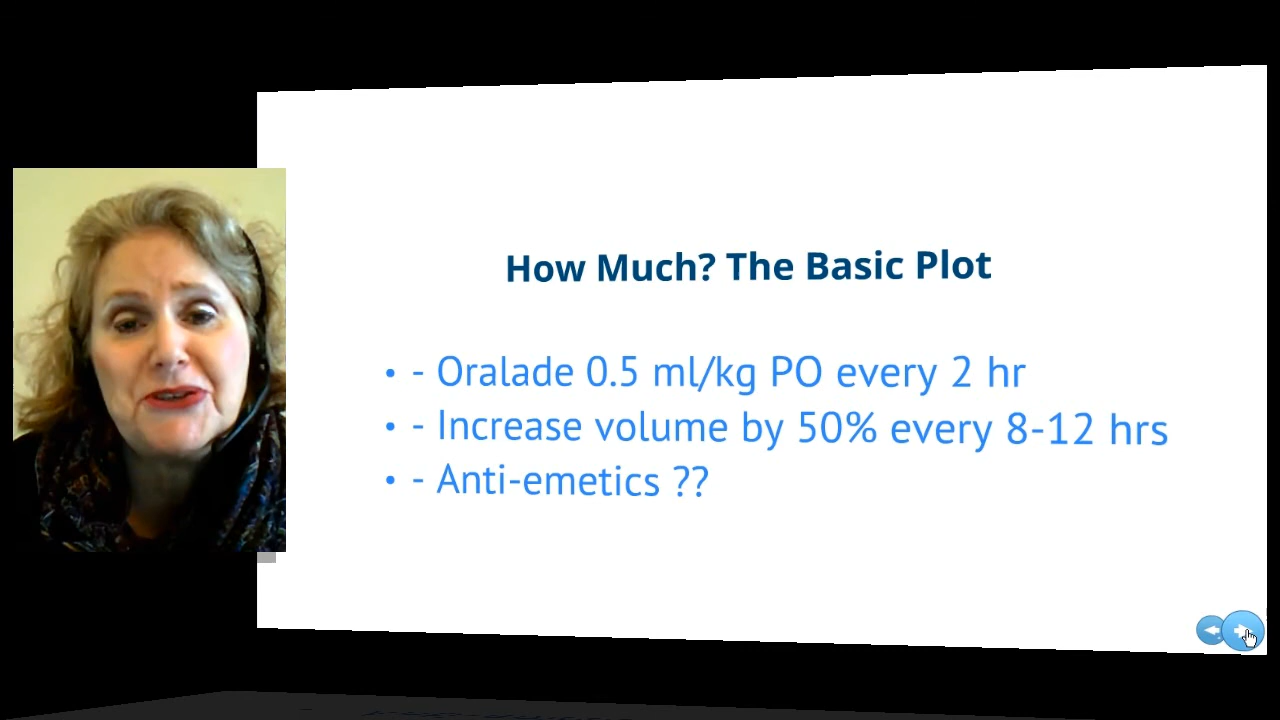 How Much? The Basic Plot
• - Oralade 0.5 ml/kg PO every 2 hr
• - Increase volume by 50% every 8-12 hrs
• - Anti-emetics ??